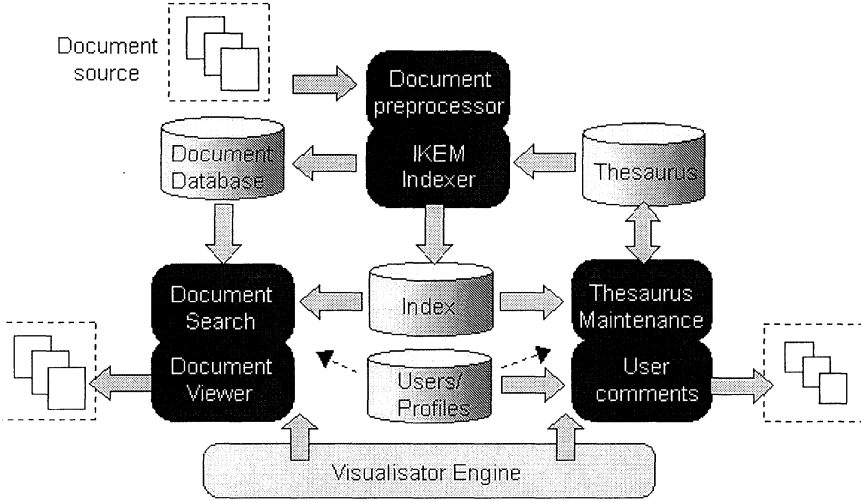 Document
source
Document
preprocessor
Document
Database
IKEM
Indexer
Thesaurus
Document
Search
Index
Thesaurus
Maintenance
Document
Viewer
Users/
Profiles
User
comments
Visualisator Engine